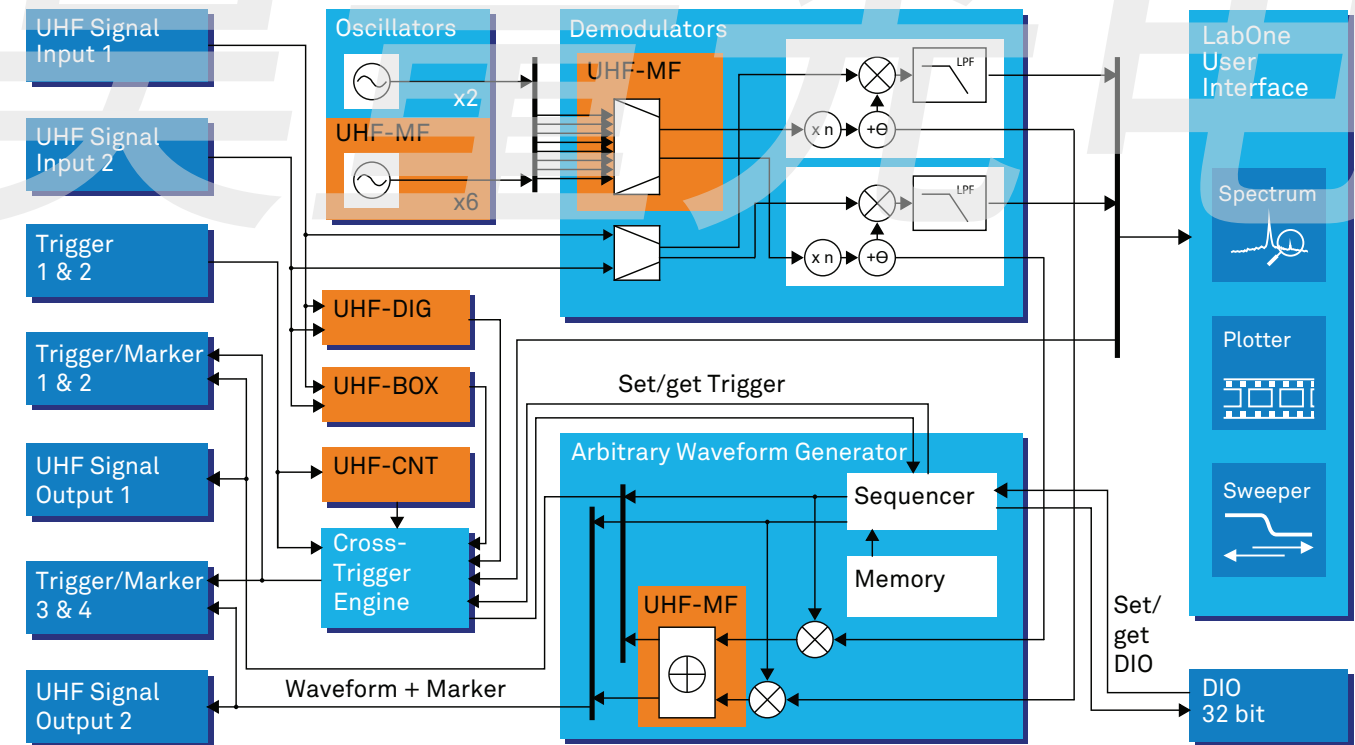 UHF Signal
Input 1
UHF Signal
Input 2
Trigger
1 & 2
Trigger/Marker
1 & 2
UHF Signal
Output 1
Trigger/Marker
3 & 4
UHF Signal
Output 2
Oscillators
x2
UHF-MF
x6
UHF-DIG
UHF-BOX
UHF-CNT
Cross-
Trigger
Engine
Demodulators
UHF-MF
LPF
x n
+Θ
LPF
x n
+Θ
Set/get Trigger
Arbitrary Waveform Generator
Sequencer
Memory
UHF-MF
Waveform + Marker
LabOne
User
Interface
Spectrum
Plotter
Sweeper
Set/
get
DIO
DIO
32 bit